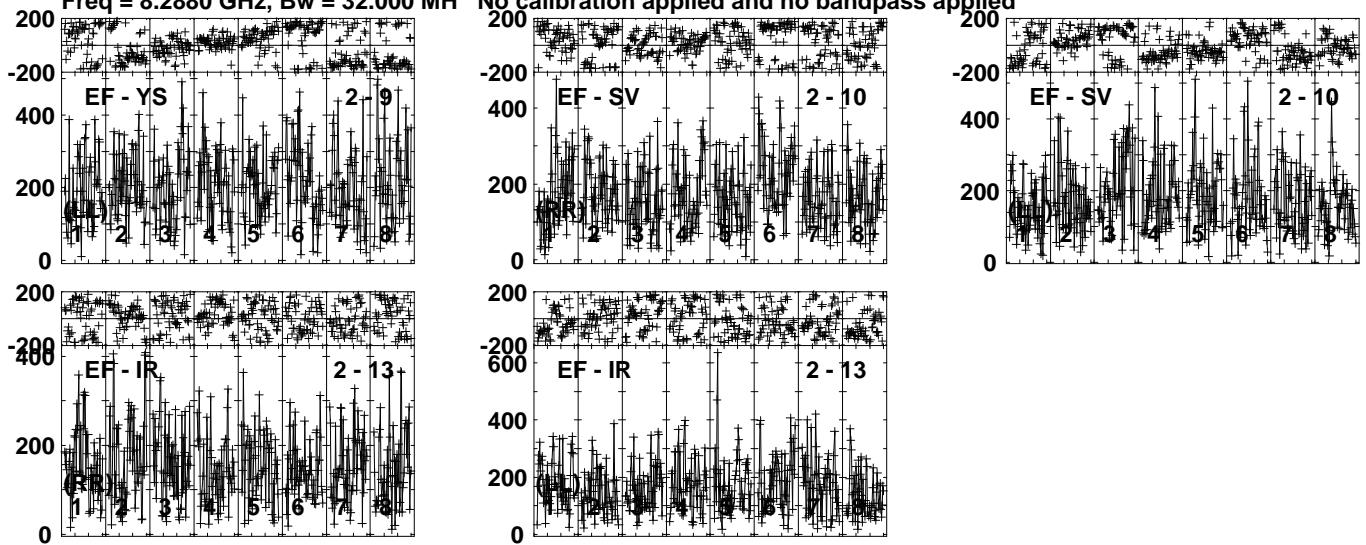 Freq = 8.2880 GHz, Bw = 32.000 MH No calibration applied and no bandpass applied
200
-200
EF - YS 2 - 9
400
200
(LL)
1 2 3 4 5 6 7 8
0
200
-200
EF - SV 2 - 10
400
200
(RR)
1 2 3 4 5 6 7 8
0
200
-200
EF - SV 2 - 10
400
200
(LL)
1 2 3 4 5 6 7 8
0
200
-200
400
EF - IR 2 - 13
200
(RR)
1 2 3 4 5 6 7 8
0
200
-200
600
EF - IR 2 - 13
400
200
(LL)
1 2 3 4 5 6 7 8
0